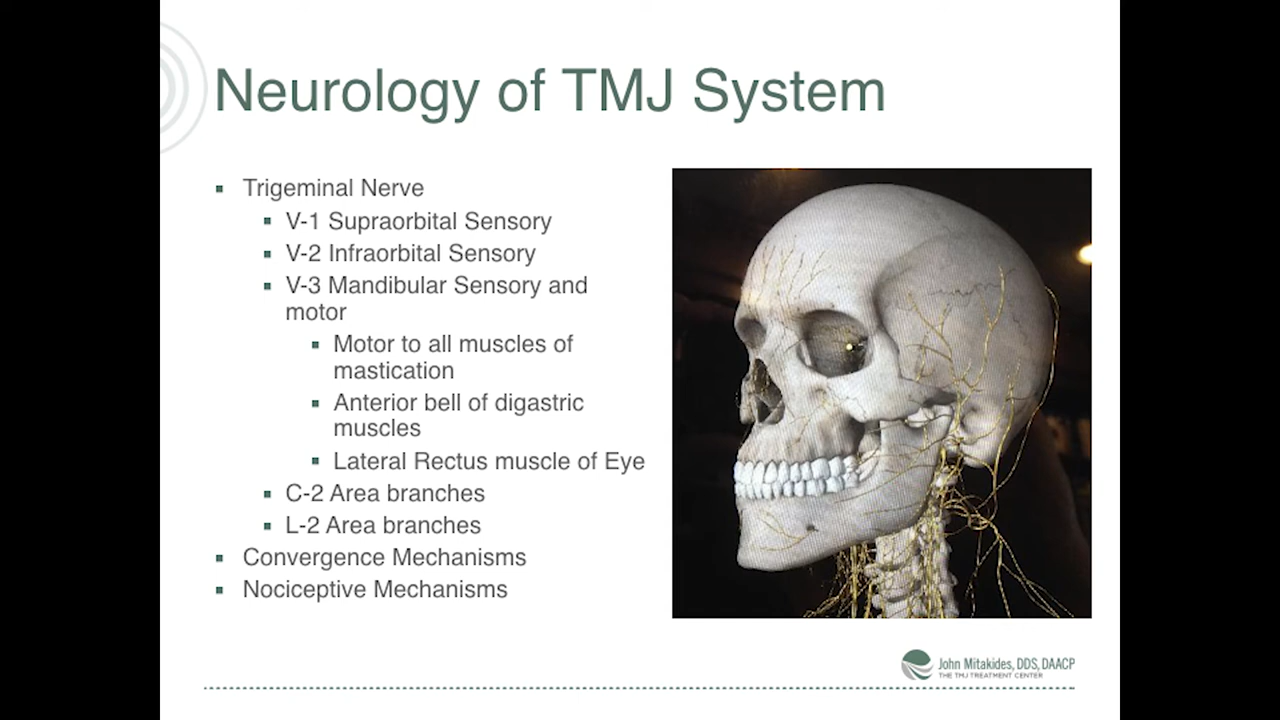 Neurology of TMJ System
Trigeminal Nerve
V-1 Supraorbital Sensory
V-2 Infraorbital Sensory
V-3 Mandibular Sensory and
motor
Motor to all muscles of
mastication
Anterior bell of digastric
muscles
Lateral Rectus muscle of Eye
C-2 Area branches
L-2 Area branches
Convergence Mechanisms
Nociceptive Mechanisms
John Mitakides, DDS, DAACP
THE TMJ TREATMENT CENTER